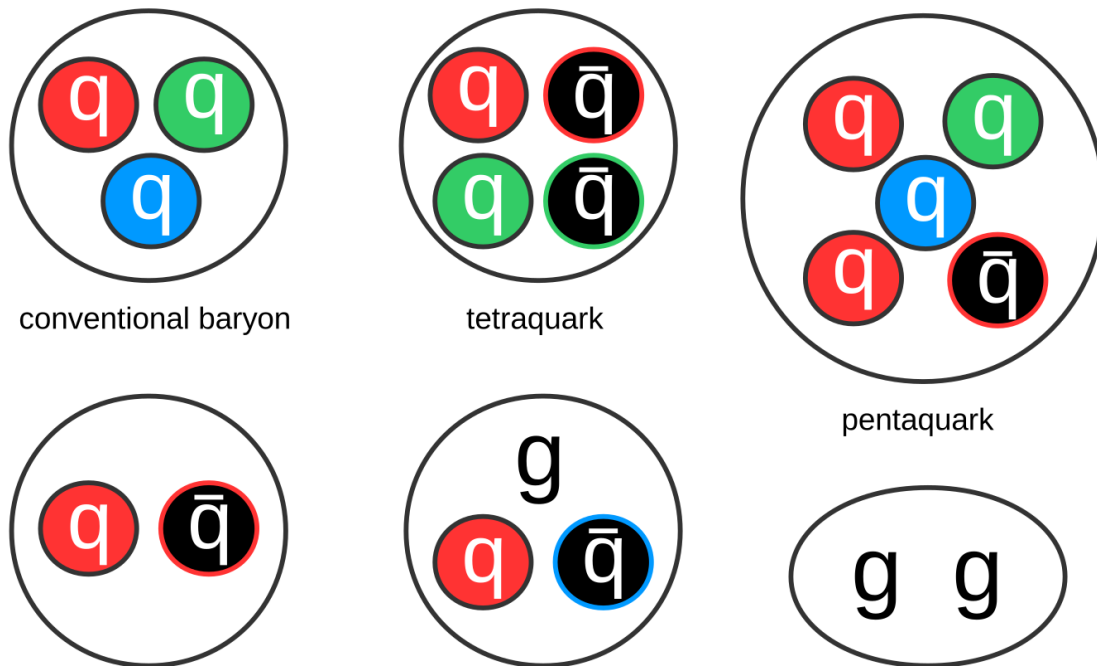 q q
q
conventional baryon
q q̄
q q̄
tetraquark
q q
q
q q̄
pentaquark
q q̄
g
q q̄
g g